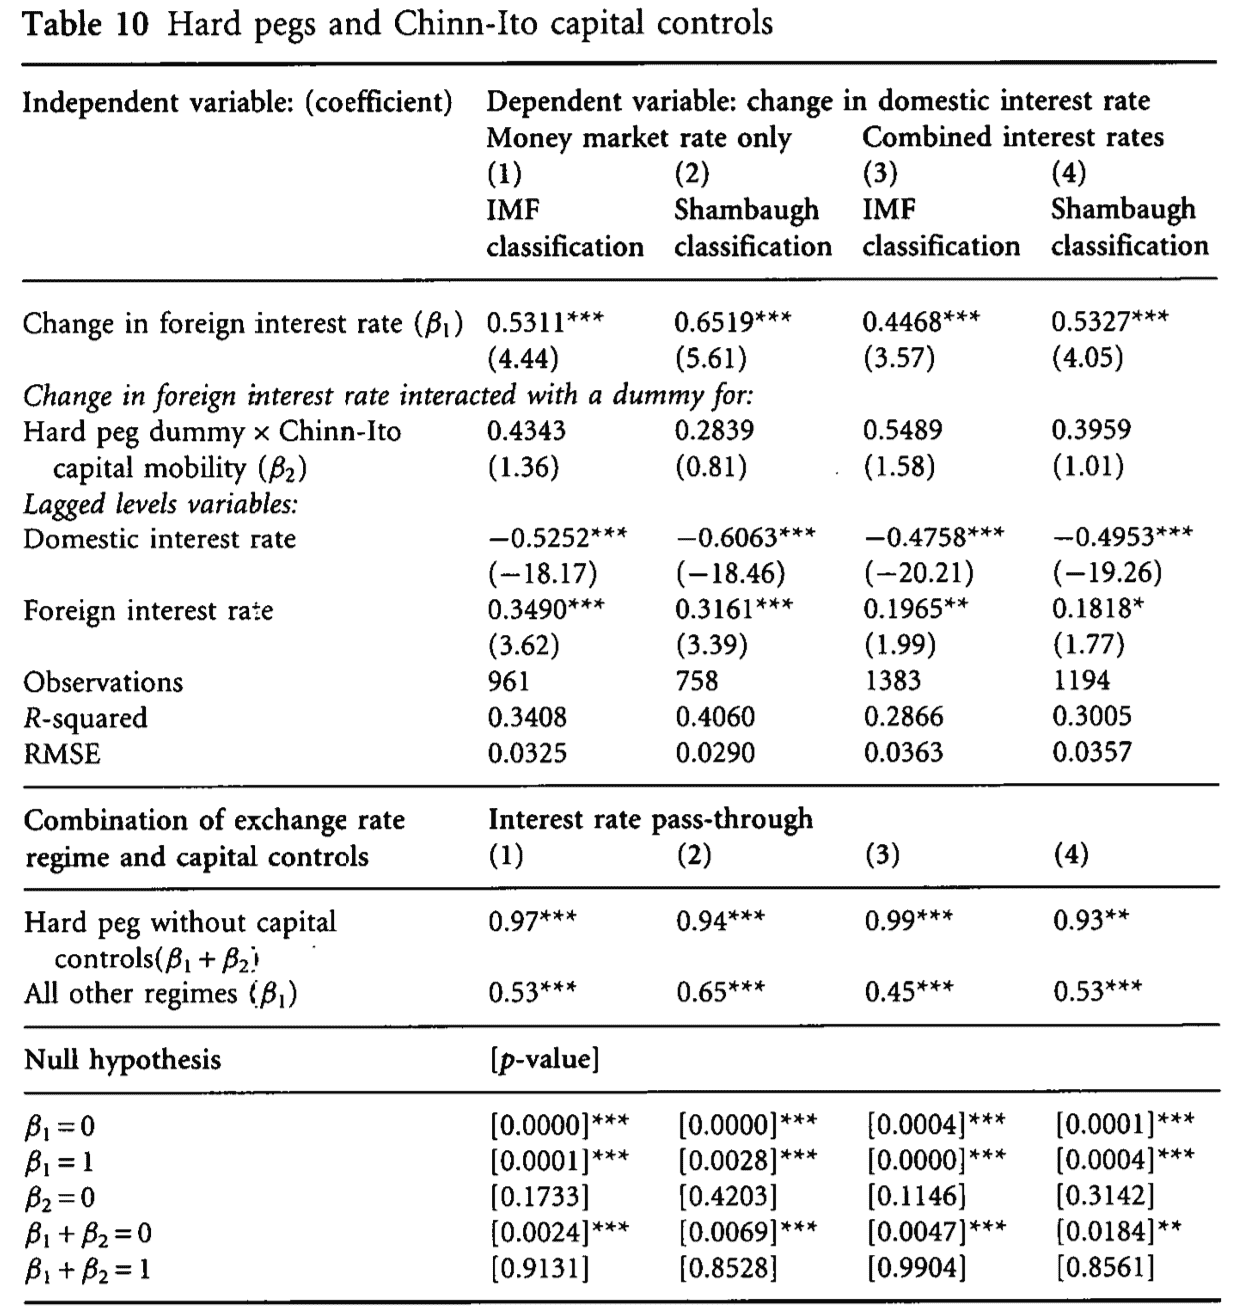 Table 10 Hard pegs and Chinn-Ito capital controls
Independent variable: (coefficient) Dependent variable: change in domestic interest rate
Money market rate only Combined interest rates
(1) (2) (3) (4)
IMF Shambaugh IMF Shambaugh
classification classification classification classification
Change in foreign interest rate (β₁) 0.5311*** 0.6519*** 0.4468*** 0.5327***
(4.44) (5.61) (3.57) (4.05)
Change in foreign interest rate interacted with a dummy for:
Hard peg dummy × Chinn-Ito 0.4343 0.2839 0.5489 0.3959
capital mobility (β₂) (1.36) (0.81) (1.58) (1.01)
Lagged levels variables:
Domestic interest rate −0.5252*** −0.6063*** −0.4758*** −0.4953***
(−18.17) (−18.46) (−20.21) (−19.26)
Foreign interest rate 0.3490*** 0.3161*** 0.1965** 0.1818*
(3.62) (3.39) (1.99) (1.77)
Observations 961 758 1383 1194
R-squared 0.3408 0.4060 0.2866 0.3005
RMSE 0.0325 0.0290 0.0363 0.0357
Combination of exchange rate Interest rate pass-through
regime and capital controls (1) (2) (3) (4)
Hard peg without capital 0.97*** 0.94*** 0.99*** 0.93**
controls(β₁ + β₂)
All other regimes (β₁) 0.53*** 0.65*** 0.45*** 0.53***
Null hypothesis [p-value]
β₁ = 0 [0.0000]*** [0.0000]*** [0.0004]*** [0.0001]***
β₁ = 1 [0.0001]*** [0.0028]*** [0.0000]*** [0.0004]***
β₂ = 0 [0.1733] [0.4203] [0.1146] [0.3142]
β₁ + β₂ = 0 [0.0024]*** [0.0069]*** [0.0047]*** [0.0184]**
β₁ + β₂ = 1 [0.9131] [0.8528] [0.9904] [0.8561]